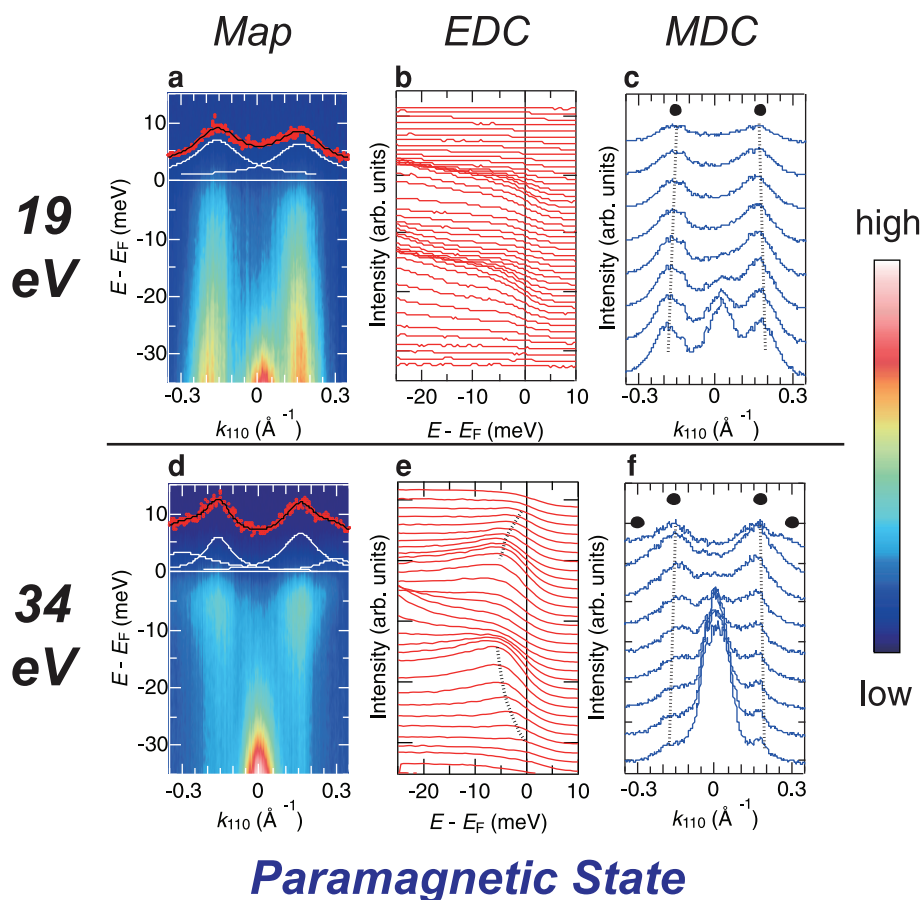 Map EDC MDC
a b c
19
eV
E - EF (meV)
10
0
-10
-20
-30
-0.3 0 0.3
k110 (Å-1)
Intensity (arb. units)
-20 -10 0 10
E - EF (meV)
Intensity (arb. units)
-0.3 0 0.3
k110 (Å-1)
high
low
d e f
34
eV
E - EF (meV)
10
0
-10
-20
-30
-0.3 0 0.3
k110 (Å-1)
Intensity (arb. units)
-20 -10 0 10
E - EF (meV)
Intensity (arb. units)
-0.3 0 0.3
k110 (Å-1)
Paramagnetic State